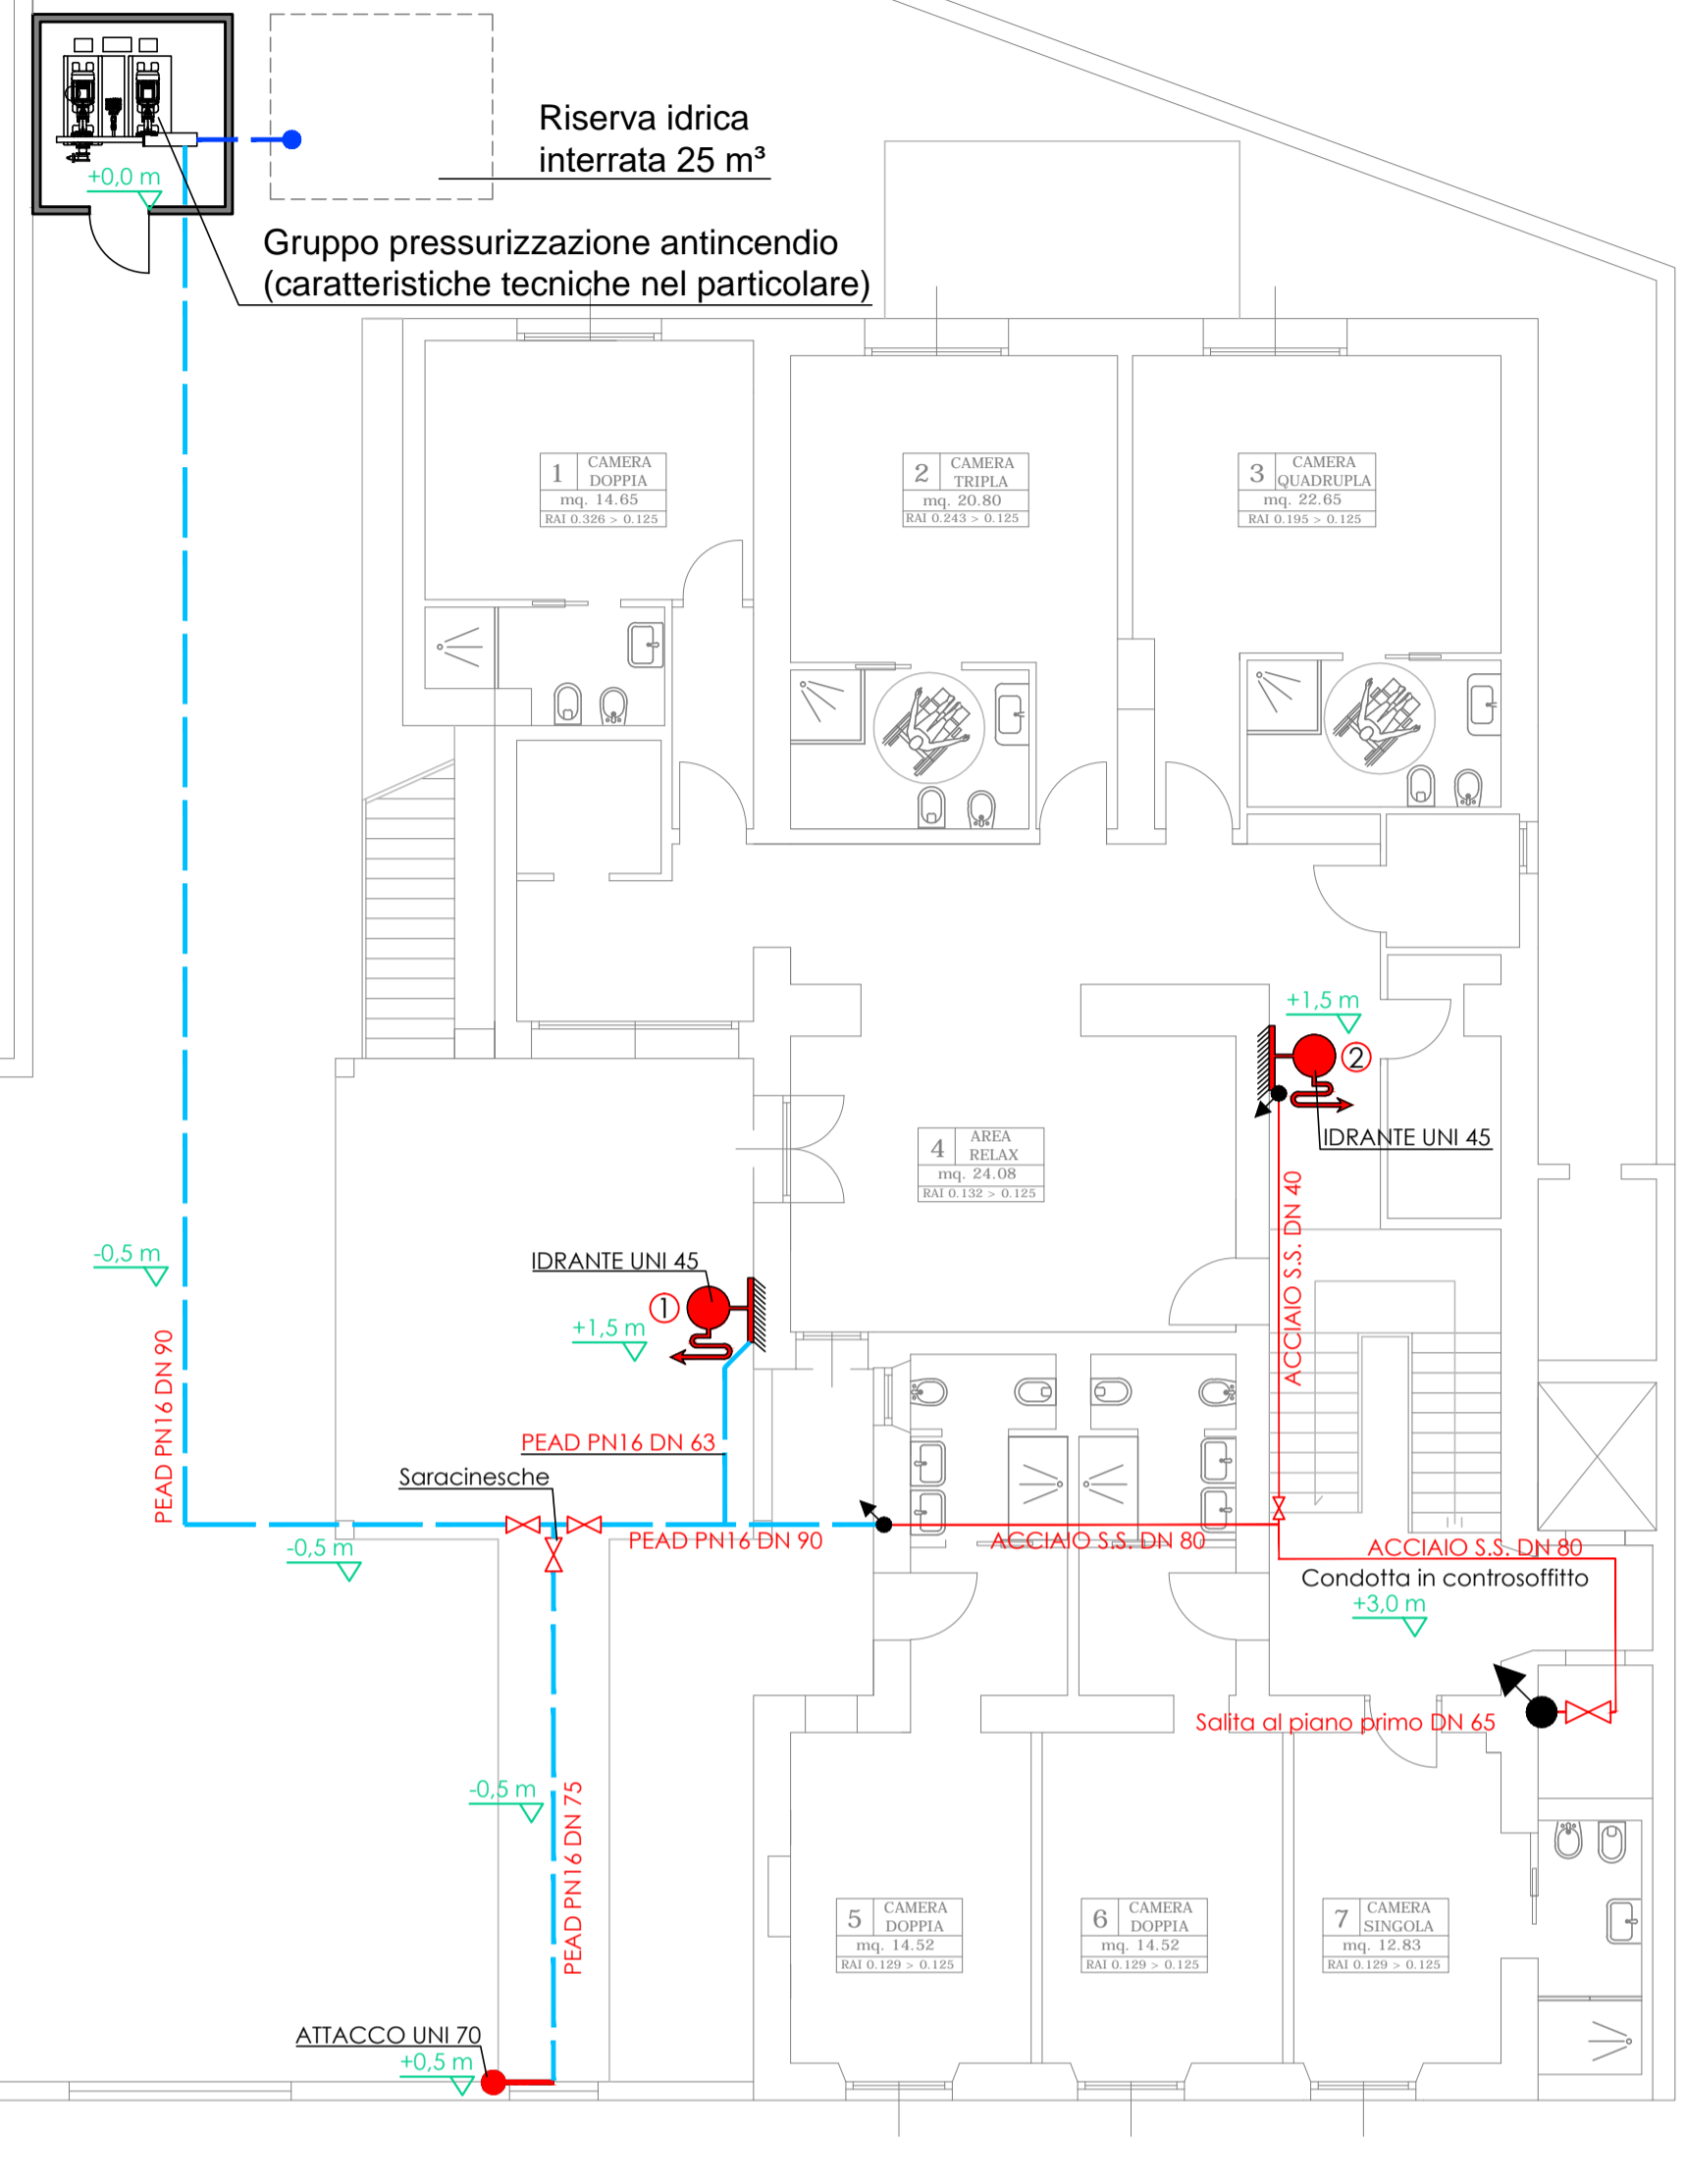 Riserva idrica
interrata 25 m³
+0,0 m
Gruppo pressurizzazione antincendio
(caratteristiche tecniche nel particolare)
1
CAMERA
DOPPIA
mq. 14.65
RAI 0.326 > 0.125
2
CAMERA
TRIPLA
mq. 20.80
RAI 0.243 > 0.125
3
CAMERA
QUADRUPLA
mq. 22.65
RAI 0.195 > 0.125
+1,5 m
2
IDRANTE UNI 45
4
AREA
RELAX
mq. 24.08
RAI 0.132 > 0.125
ACCIAIO S.S. DN 40
-0,5 m
IDRANTE UNI 45
1
+1,5 m
PEAD PN16 DN 90
PEAD PN16 DN 63
Saracinesche
PEAD PN16 DN 90
ACCIAIO S.S. DN 80
ACCIAIO S.S. DN 80
-0,5 m
Condotta in controsoffitto
+3,0 m
Salita al piano primo DN 65
-0,5 m
PEAD PN16 DN 75
5
CAMERA
DOPPIA
mq. 14.52
RAI 0.129 > 0.125
6
CAMERA
DOPPIA
mq. 14.52
RAI 0.129 > 0.125
7
CAMERA
SINGOLA
mq. 12.83
RAI 0.129 > 0.125
ATTACCO UNI 70
+0,5 m